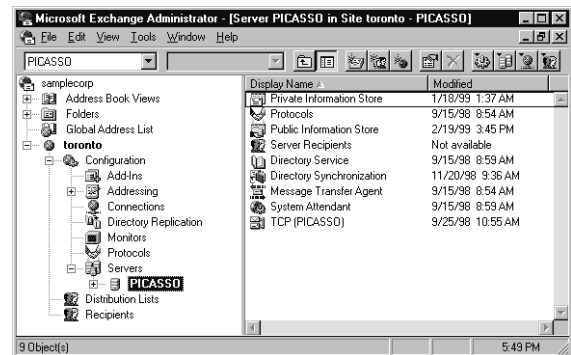 Microsoft Exchange Administrator - [Server PICASSO in Site toronto - PICASSO]
File Edit View Tools Window Help
PICASSO
samplecorp
Address Book Views
Folders
Global Address List
toronto
Configuration
Add-Ins
Addressing
Connections
Directory Replication
Monitors
Protocols
Servers
PICASSO
Distribution Lists
Recipients
Display Name Modified
Private Information Store 1/18/99 1:37 AM
Protocols 9/15/98 8:54 AM
Public Information Store 2/19/99 3:45 PM
Server Recipients Not available
Directory Service 9/15/98 8:59 AM
Directory Synchronization 11/20/98 9:36 AM
Message Transfer Agent 9/15/98 8:54 AM
System Attendant 9/15/98 8:59 AM
TCP (PICASSO) 9/25/98 10:55 AM
9 Object(s) 5:49 PM